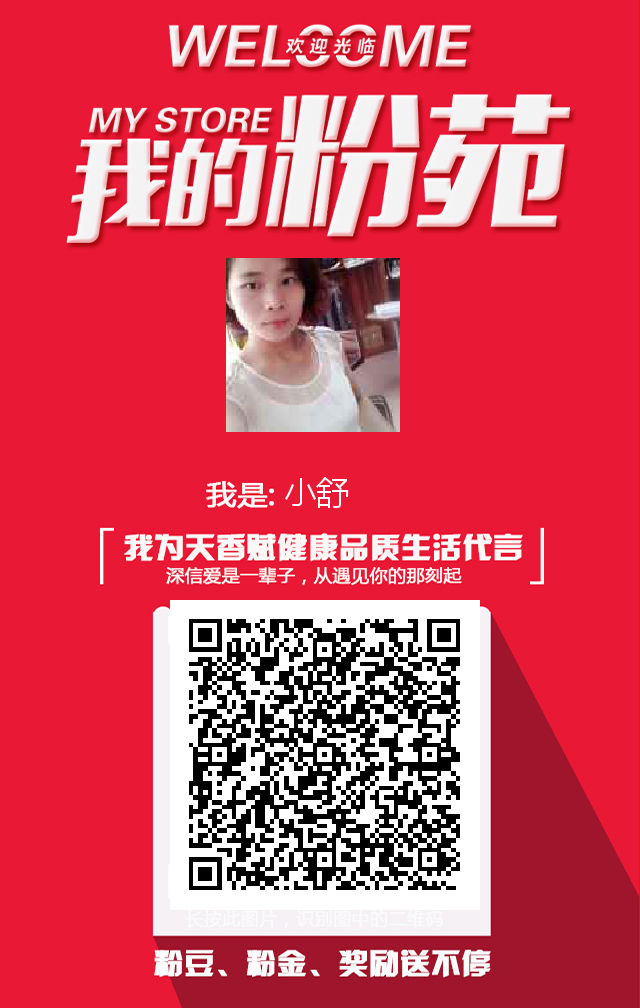 WELCOME
欢迎光临
MY STORE
我的粉苑
我是: 小舒
我为天香赋健康品质生活代言
深信爱是一辈子，从遇见你的那刻起
长按此图片，识别图中的二维码
粉豆、粉金、奖励送不停